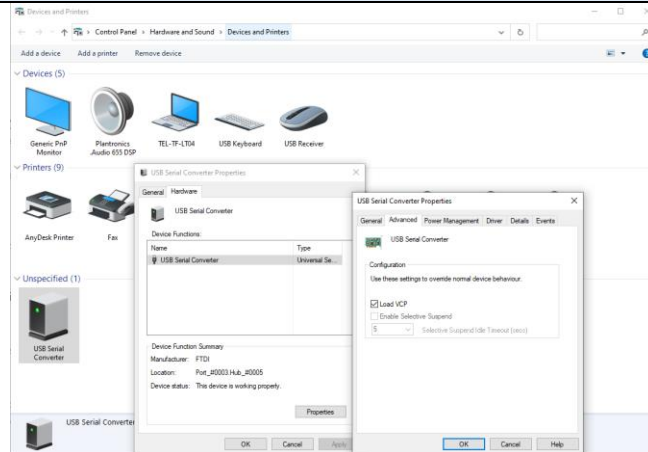 Devices and Printers
Control Panel > Hardware and Sound > Devices and Printers
Add a device Add a printer Remove device
Devices (5)
Generic PnP Monitor
Plantronics .Audio 655 DSP
TEL-TF-LT04
USB Keyboard
USB Receiver
Printers (9)
AnyDesk Printer
Fax
Unspecified (1)
USB Serial Converter
USB Serial Converter
USB Serial Converter Properties
General Hardware
USB Serial Converter
Device Functions:
Name Type
USB Serial Converter Universal Se...
Device Function Summary
Manufacturer: FTDI
Location: Port_#0003.Hub_#0005
Device status: This device is working properly.
Properties
OK Cancel Apply
USB Serial Converter Properties
General Advanced Power Management Driver Details Events
USB Serial Converter
Configuration
Use these settings to override normal device behaviour.
Load VCP
Enable Selective Suspend
5 Selective Suspend Idle Timeout (secs)
OK Cancel Help